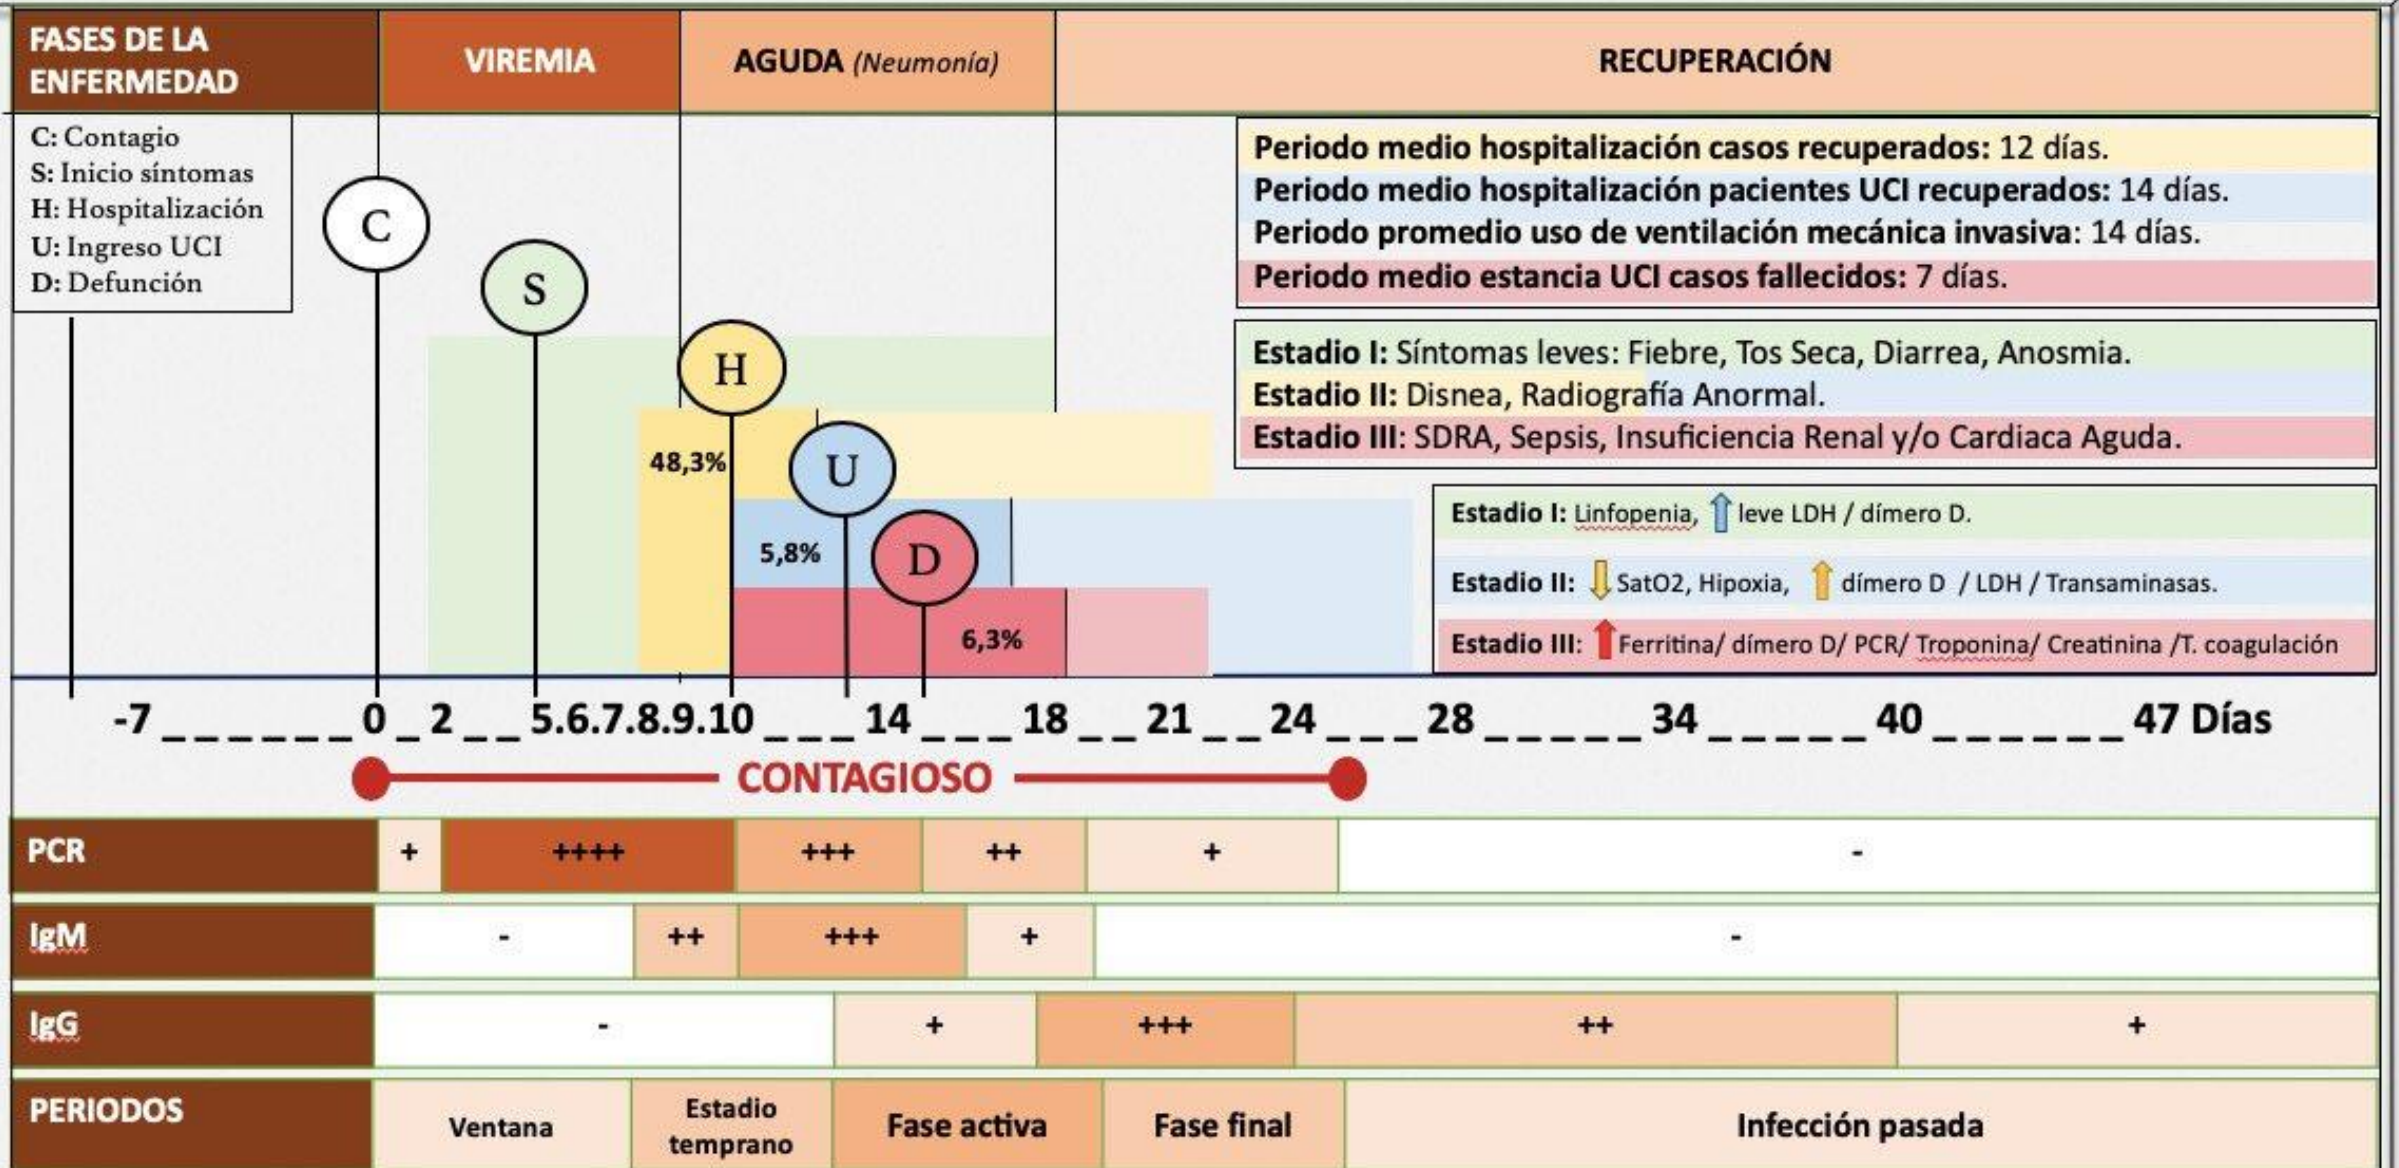 FASES DE LA
ENFERMEDAD
VIREMIA
AGUDA (Neumonía)
RECUPERACIÓN
C: Contagio
S: Inicio síntomas
H: Hospitalización
U: Ingreso UCI
D: Defunción
C
S
H
U
D
48,3%
5,8%
6,3%
Periodo medio hospitalización casos recuperados: 12 días.
Periodo medio hospitalización pacientes UCI recuperados: 14 días.
Periodo promedio uso de ventilación mecánica invasiva: 14 días.
Periodo medio estancia UCI casos fallecidos: 7 días.
Estadio I: Síntomas leves: Fiebre, Tos Seca, Diarrea, Anosmia.
Estadio II: Disnea, Radiografía Anormal.
Estadio III: SDRA, Sepsis, Insuficiencia Renal y/o Cardiaca Aguda.
Estadio I: Linfopenia, ⇧ leve LDH / dímero D.
Estadio II: ⇩ SatO2, Hipoxia, ⇧ dímero D / LDH / Transaminasas.
Estadio III: ⇧ Ferritina/ dímero D/ PCR/ Troponina/ Creatinina /T. coagulación
-7 _ _ _ _ _ _ 0 _ 2 _ _ 5.6.7.8.9.10 _ _ _ 14 _ _ _ 18 _ _ 21 _ _ 24 _ _ _ 28 _ _ _ _ _ 34 _ _ _ _ _ 40 _ _ _ _ _ _ 47 Días
CONTAGIOSO
PCR + ++++ +++ ++ + -
IgM - ++ +++ + -
IgG - + +++ ++ +
PERIODOS
Ventana
Estadio
temprano
Fase activa
Fase final
Infección pasada